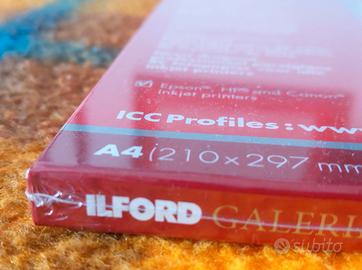 Epson®, HP® and Canon®
inkjet printers
ICC Profiles: www
A4 (210 × 297 mm
ILFORD GALERI
subito